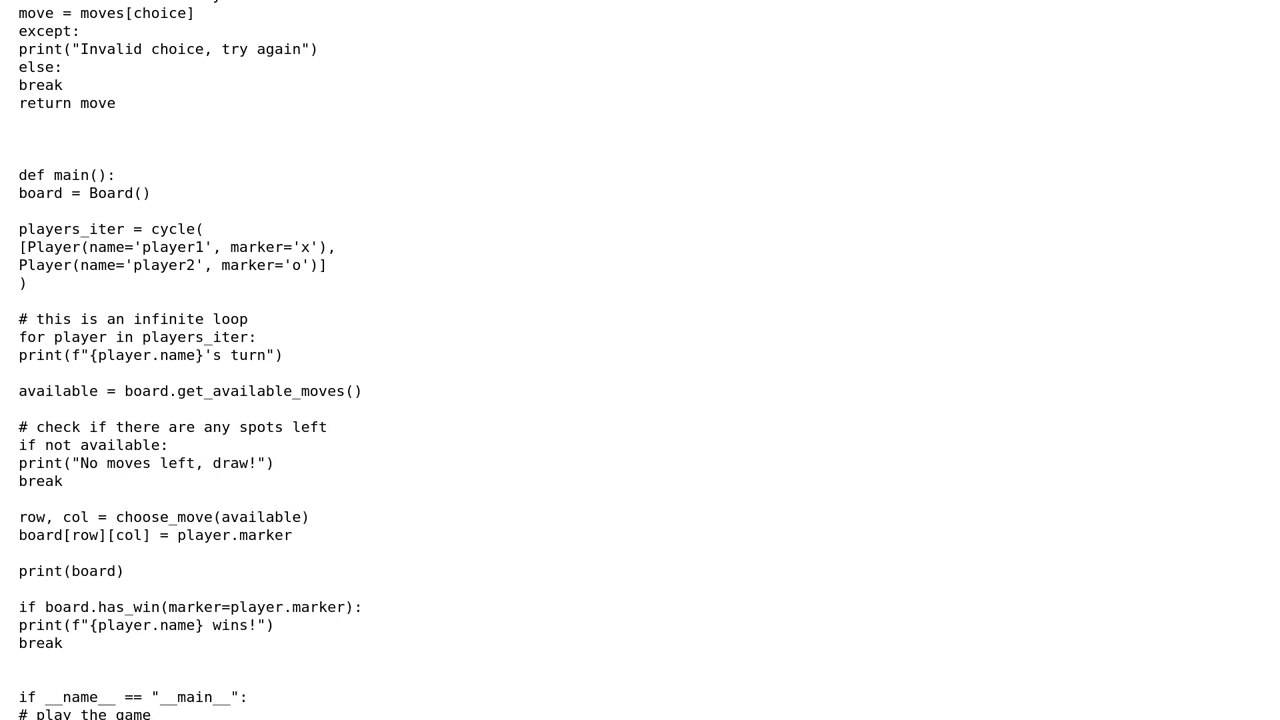 move = moves[choice]
except:
print("Invalid choice, try again")
else:
break
return move
def main():
board = Board()
players_iter = cycle(
[Player(name='player1', marker='x'),
Player(name='player2', marker='o')]
)
# this is an infinite loop
for player in players_iter:
print(f"{player.name}'s turn")
available = board.get_available_moves()
# check if there are any spots left
if not available:
print("No moves left, draw!")
break
row, col = choose_move(available)
board[row][col] = player.marker
print(board)
if board.has_win(marker=player.marker):
print(f"{player.name} wins!")
break
if __name__ == "__main__":
# play the game